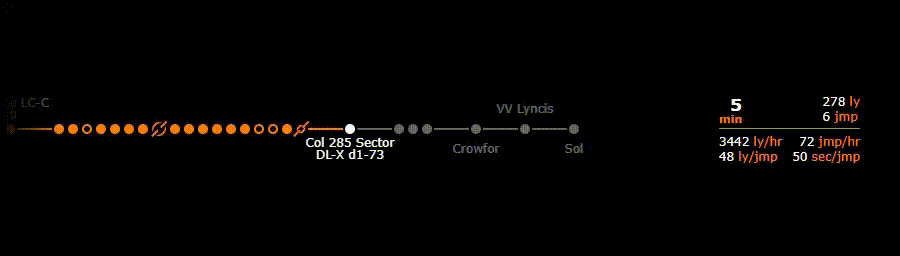 LC-C
VV Lyncis
Col 285 Sector
DL-X d1-73
Crowfor
Sol
5
min
278 ly
6 jmp
3442 ly/hr
72 jmp/hr
48 ly/jmp
50 sec/jmp